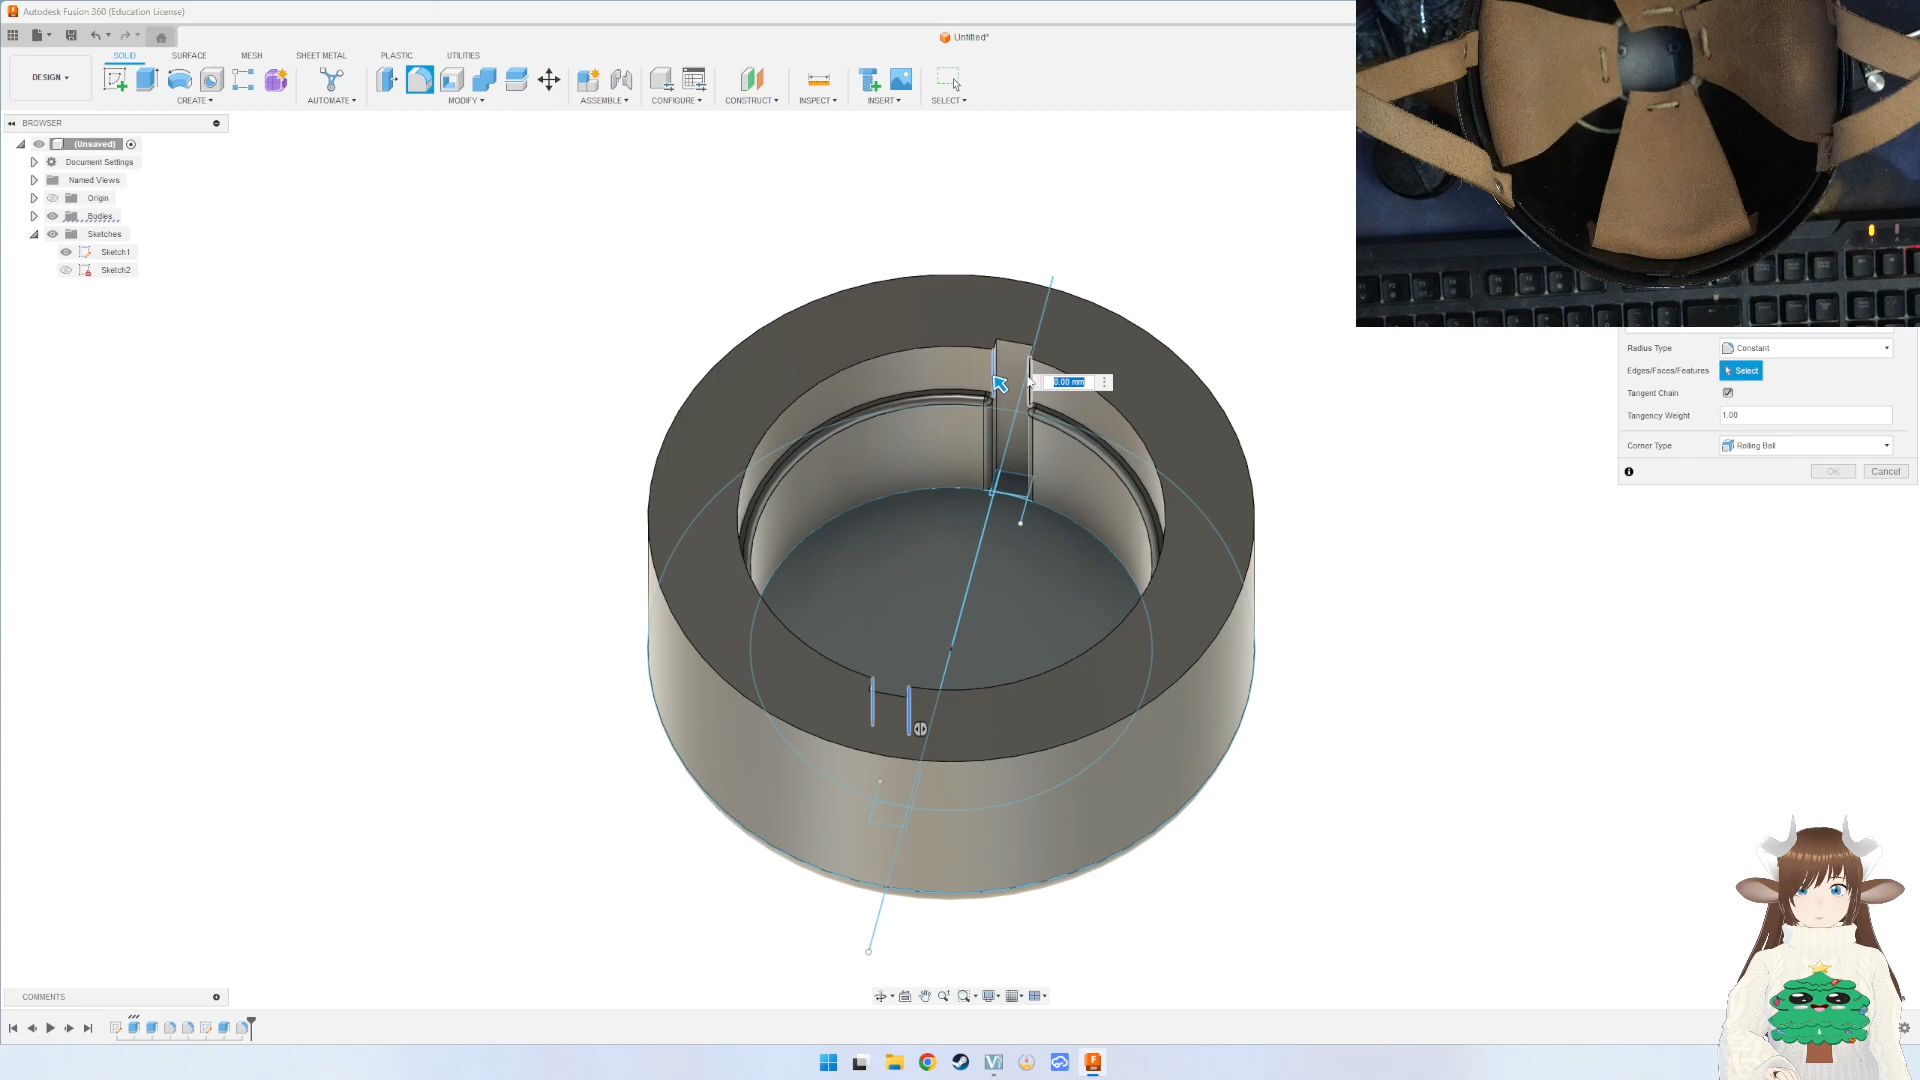 Autodesk Fusion 360 (Education License)
Untitled*
DESIGN
SOLID
SURFACE
MESH
SHEET METAL
PLASTIC
UTILITIES
CREATE
AUTOMATE
MODIFY
ASSEMBLE
CONFIGURE
CONSTRUCT
INSPECT
INSERT
SELECT
BROWSER
(Unsaved)
Document Settings
Named Views
Origin
Bodies
Sketches
Sketch1
Sketch2
0.00 mm
Radius Type
Constant
Edges/Faces/Features
Select
Tangent Chain
Tangency Weight
1.00
Corner Type
Rolling Ball
OK
Cancel
COMMENTS